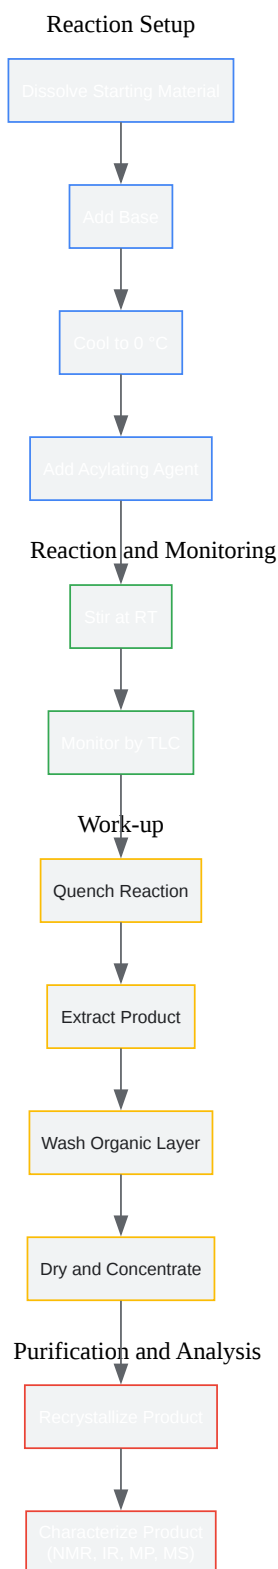 Reaction Setup
Dissolve Starting Material
Add Base
Cool to 0 °C
Add Acylating Agent
Reaction and Monitoring
Stir at RT
Monitor by TLC
Work-up
Quench Reaction
Extract Product
Wash Organic Layer
Dry and Concentrate
Purification and Analysis
Recrystallize Product
Characterize Product
(NMR, IR, MP, MS)